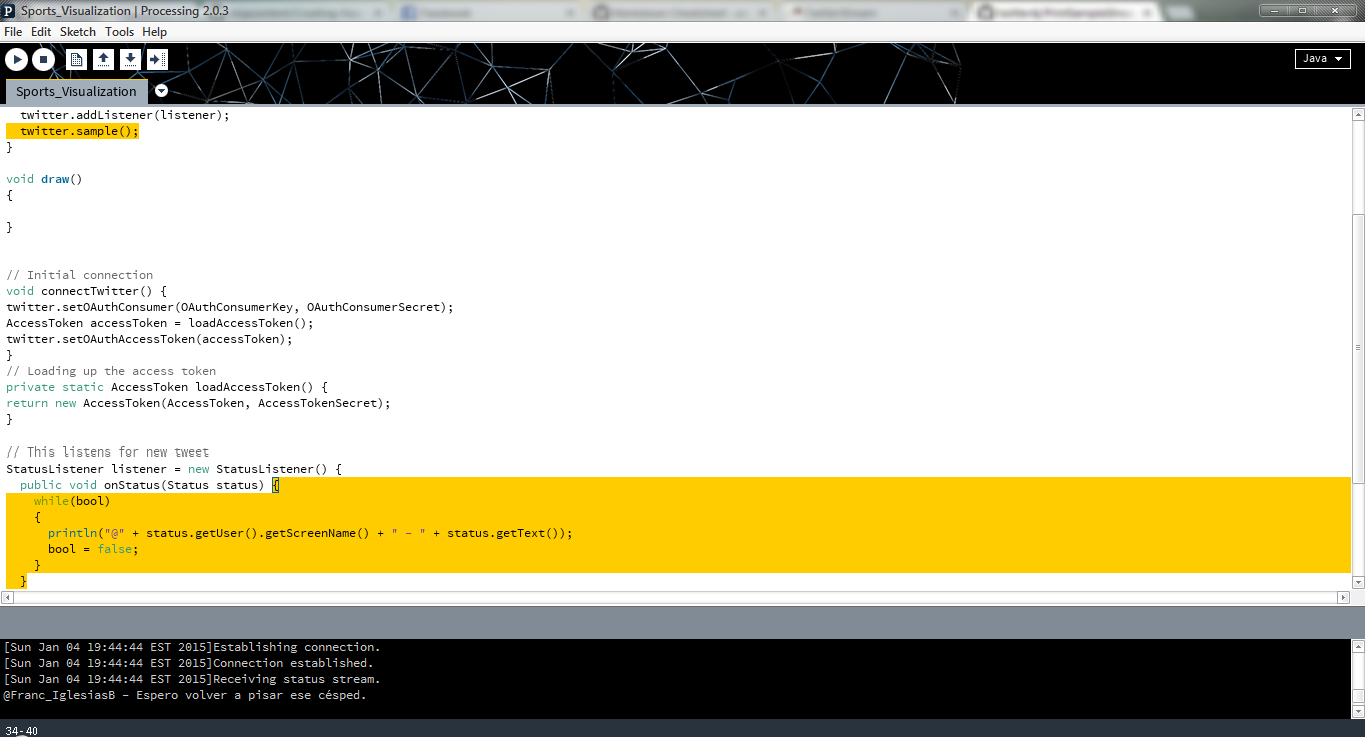 Sports_Visualization | Processing 2.0.3
File Edit Sketch Tools Help
Java
Sports_Visualization
twitter.addListener(listener);
twitter.sample();
}
void draw()
{
}
// Initial connection
void connectTwitter() {
twitter.setOAuthConsumer(OAuthConsumerKey, OAuthConsumerSecret);
AccessToken accessToken = loadAccessToken();
twitter.setOAuthAccessToken(accessToken);
}
// Loading up the access token
private static AccessToken loadAccessToken() {
return new AccessToken(AccessToken, AccessTokenSecret);
}
// This listens for new tweet
StatusListener listener = new StatusListener() {
public void onStatus(Status status) {
while(bool)
{
println("@" + status.getUser().getScreenName() + " - " + status.getText());
bool = false;
}
}
[Sun Jan 04 19:44:44 EST 2015]Establishing connection.
[Sun Jan 04 19:44:44 EST 2015]Connection established.
[Sun Jan 04 19:44:44 EST 2015]Receiving status stream.
@Franc_IglesiasB - Espero volver a pisar ese césped.
34-40